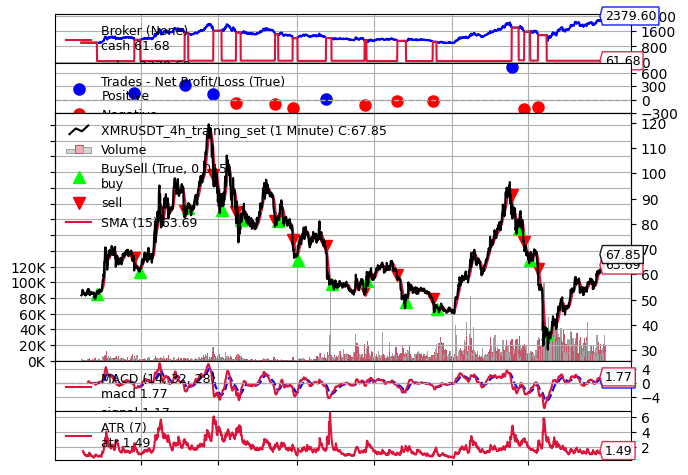 Broker (None)
cash 61.68
2379.60
1600
800
0
61.68
Trades - Net Profit/Loss (True)
Positive
Negative
600
300
0
−300
XMRUSDT_4h_training_set (1 Minute) C:67.85
Volume
BuySell (True, 0.015)
buy
sell
SMA (15) 63.69
120
110
100
90
80
70
67.85
63.69
60
50
40
30
120K
100K
80K
60K
40K
20K
0K
MACD (14, 32, 28)
macd 1.77
signal 1.17
4
1.77
0
−4
ATR (7)
atr 1.49
6
4
2
1.49